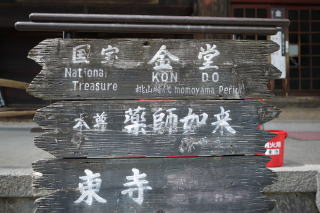 国宝 金堂
National KON DO
Treasure 桃山時代 Momoyama Period
本尊 薬師如来
東寺